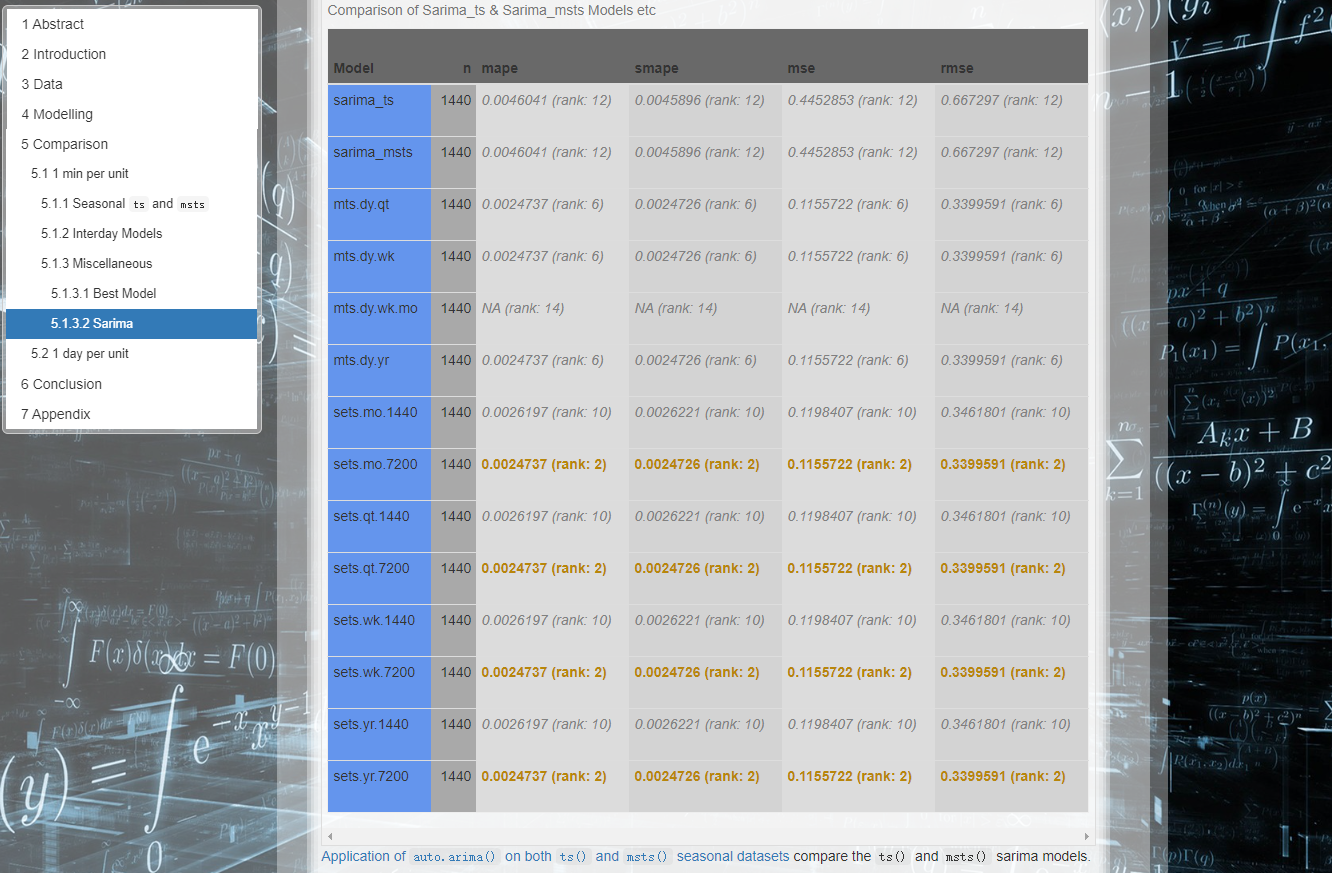 1 Abstract
2 Introduction
3 Data
4 Modelling
5 Comparison
5.1 1 min per unit
5.1.1 Seasonal ts and msts
5.1.2 Interday Models
5.1.3 Miscellaneous
5.1.3.1 Best Model
5.1.3.2 Sarima
5.2 1 day per unit
6 Conclusion
7 Appendix
Comparison of Sarima_ts & Sarima_msts Models etc
Model n mape smape mse rmse
sarima_ts 1440 0.0046041 (rank: 12) 0.0045896 (rank: 12) 0.4452853 (rank: 12) 0.667297 (rank: 12)
sarima_msts 1440 0.0046041 (rank: 12) 0.0045896 (rank: 12) 0.4452853 (rank: 12) 0.667297 (rank: 12)
mts.dy.qt 1440 0.0024737 (rank: 6) 0.0024726 (rank: 6) 0.1155722 (rank: 6) 0.3399591 (rank: 6)
mts.dy.wk 1440 0.0024737 (rank: 6) 0.0024726 (rank: 6) 0.1155722 (rank: 6) 0.3399591 (rank: 6)
mts.dy.wk.mo 1440 NA (rank: 14) NA (rank: 14) NA (rank: 14) NA (rank: 14)
mts.dy.yr 1440 0.0024737 (rank: 6) 0.0024726 (rank: 6) 0.1155722 (rank: 6) 0.3399591 (rank: 6)
sets.mo.1440 1440 0.0026197 (rank: 10) 0.0026221 (rank: 10) 0.1198407 (rank: 10) 0.3461801 (rank: 10)
sets.mo.7200 1440 0.0024737 (rank: 2) 0.0024726 (rank: 2) 0.1155722 (rank: 2) 0.3399591 (rank: 2)
sets.qt.1440 1440 0.0026197 (rank: 10) 0.0026221 (rank: 10) 0.1198407 (rank: 10) 0.3461801 (rank: 10)
sets.qt.7200 1440 0.0024737 (rank: 2) 0.0024726 (rank: 2) 0.1155722 (rank: 2) 0.3399591 (rank: 2)
sets.wk.1440 1440 0.0026197 (rank: 10) 0.0026221 (rank: 10) 0.1198407 (rank: 10) 0.3461801 (rank: 10)
sets.wk.7200 1440 0.0024737 (rank: 2) 0.0024726 (rank: 2) 0.1155722 (rank: 2) 0.3399591 (rank: 2)
sets.yr.1440 1440 0.0026197 (rank: 10) 0.0026221 (rank: 10) 0.1198407 (rank: 10) 0.3461801 (rank: 10)
sets.yr.7200 1440 0.0024737 (rank: 2) 0.0024726 (rank: 2) 0.1155722 (rank: 2) 0.3399591 (rank: 2)
Application of auto.arima() on both ts() and msts() seasonal datasets compare the ts() and msts() sarima models.